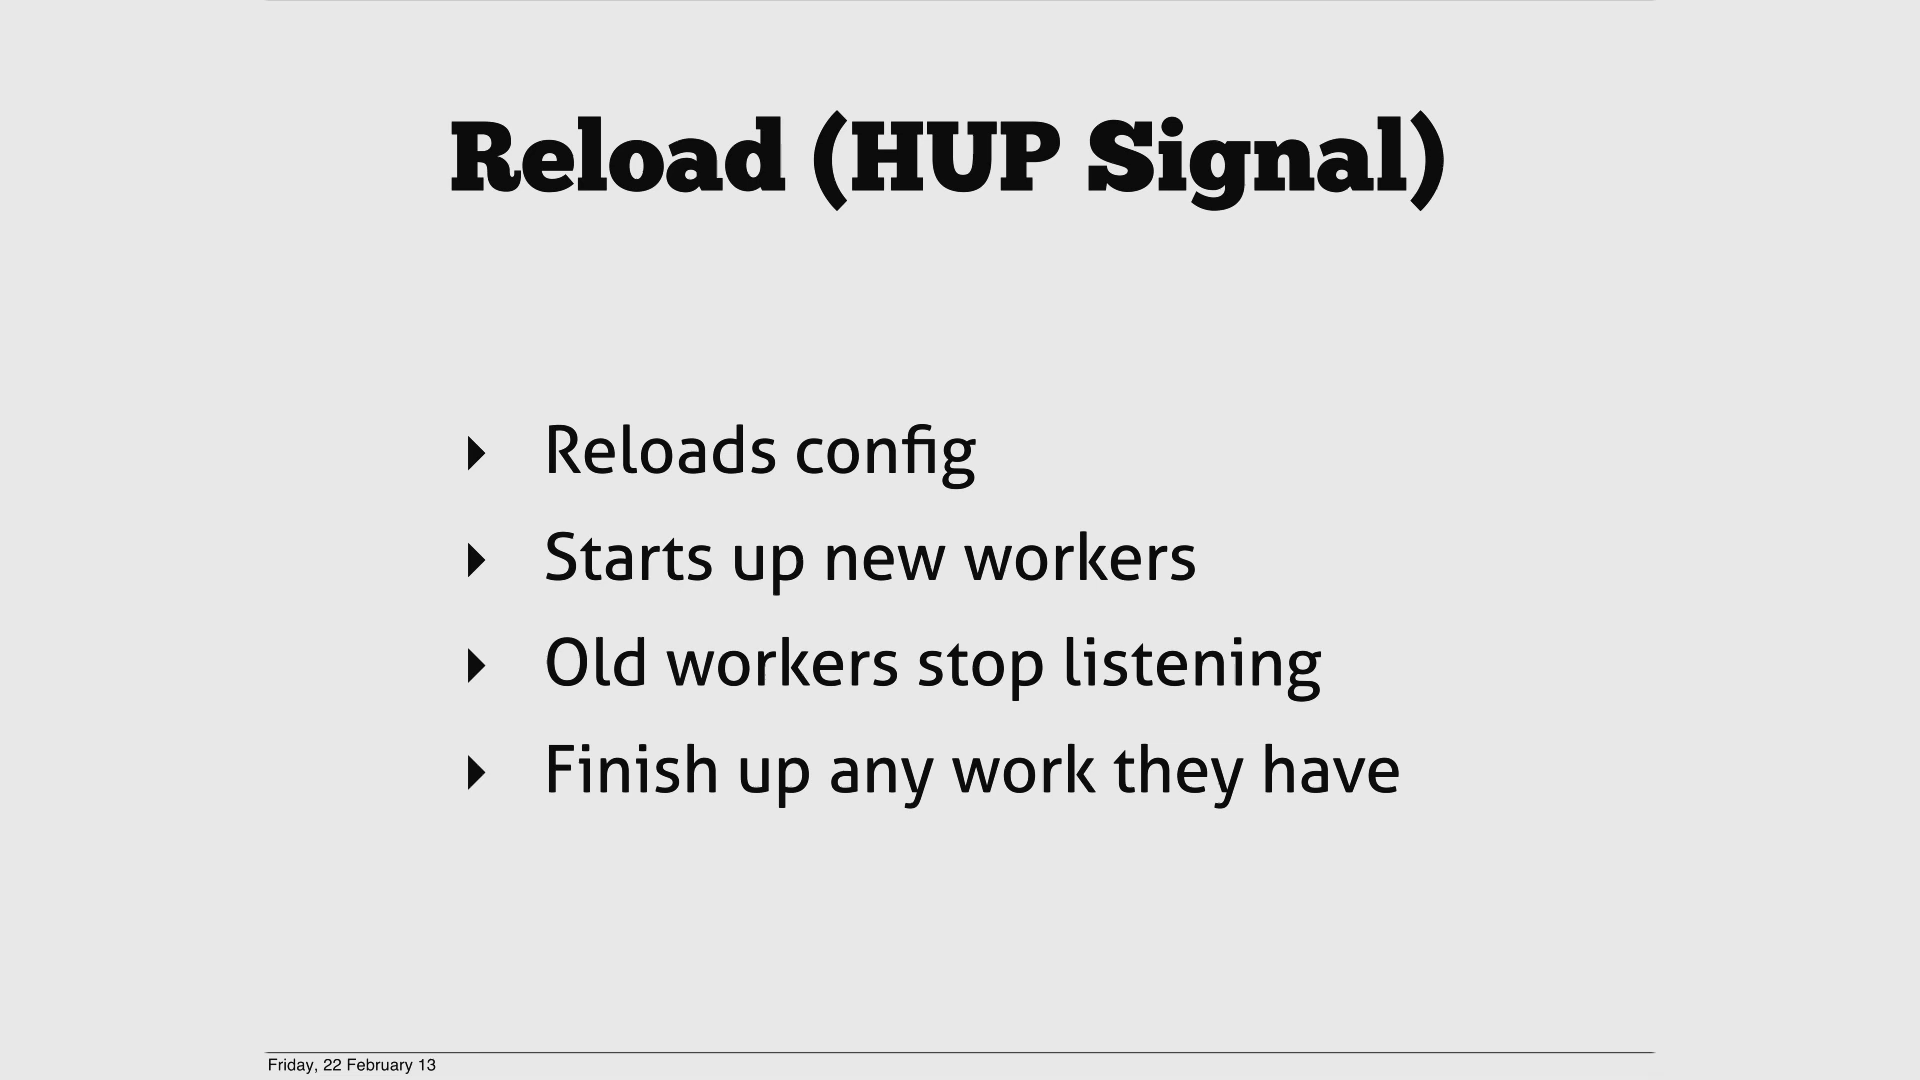 Reload (HUP Signal)
‣ Reloads config
‣ Starts up new workers
‣ Old workers stop listening
‣ Finish up any work they have
Friday, 22 February 13